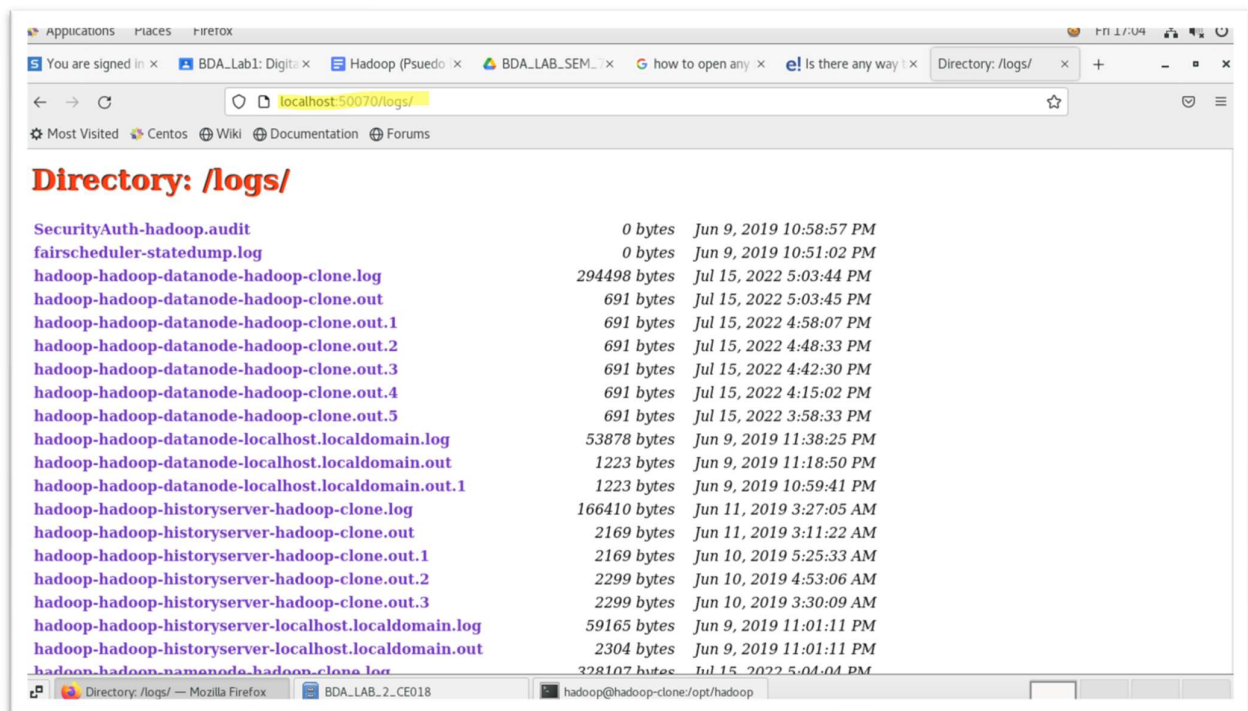 Applications Places Firefox Fri 17:04
You are signed in × BDA_Lab1: Digita × Hadoop (Psuedo × BDA_LAB_SEM_7 × how to open any × Is there any way t × Directory: /logs/ × +
localhost:50070/logs/
Most Visited Centos Wiki Documentation Forums
Directory: /logs/
SecurityAuth-hadoop.audit 0 bytes Jun 9, 2019 10:58:57 PM
fairscheduler-statedump.log 0 bytes Jun 9, 2019 10:51:02 PM
hadoop-hadoop-datanode-hadoop-clone.log 294498 bytes Jul 15, 2022 5:03:44 PM
hadoop-hadoop-datanode-hadoop-clone.out 691 bytes Jul 15, 2022 5:03:45 PM
hadoop-hadoop-datanode-hadoop-clone.out.1 691 bytes Jul 15, 2022 4:58:07 PM
hadoop-hadoop-datanode-hadoop-clone.out.2 691 bytes Jul 15, 2022 4:48:33 PM
hadoop-hadoop-datanode-hadoop-clone.out.3 691 bytes Jul 15, 2022 4:42:30 PM
hadoop-hadoop-datanode-hadoop-clone.out.4 691 bytes Jul 15, 2022 4:15:02 PM
hadoop-hadoop-datanode-hadoop-clone.out.5 691 bytes Jul 15, 2022 3:58:33 PM
hadoop-hadoop-datanode-localhost.localdomain.log 53878 bytes Jun 9, 2019 11:38:25 PM
hadoop-hadoop-datanode-localhost.localdomain.out 1223 bytes Jun 9, 2019 11:18:50 PM
hadoop-hadoop-datanode-localhost.localdomain.out.1 1223 bytes Jun 9, 2019 10:59:41 PM
hadoop-hadoop-historyserver-hadoop-clone.log 166410 bytes Jun 11, 2019 3:27:05 AM
hadoop-hadoop-historyserver-hadoop-clone.out 2169 bytes Jun 11, 2019 3:11:22 AM
hadoop-hadoop-historyserver-hadoop-clone.out.1 2169 bytes Jun 10, 2019 5:25:33 AM
hadoop-hadoop-historyserver-hadoop-clone.out.2 2299 bytes Jun 10, 2019 4:53:06 AM
hadoop-hadoop-historyserver-hadoop-clone.out.3 2299 bytes Jun 10, 2019 3:30:09 AM
hadoop-hadoop-historyserver-localhost.localdomain.log 59165 bytes Jun 9, 2019 11:01:11 PM
hadoop-hadoop-historyserver-localhost.localdomain.out 2304 bytes Jun 9, 2019 11:01:11 PM
hadoop-hadoop-namenode-hadoop-clone.log 328107 bytes Jul 15, 2022 5:04:04 PM
Directory: /logs/ — Mozilla Firefox BDA_LAB_2_CE018 hadoop@hadoop-clone:/opt/hadoop